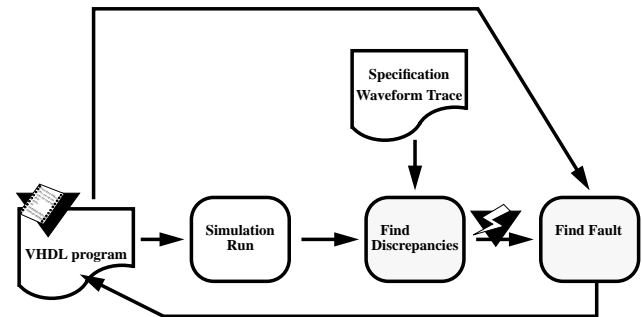 Specification
Waveform Trace
VHDL program
Simulation
Run
Find
Discrepancies
Find Fault